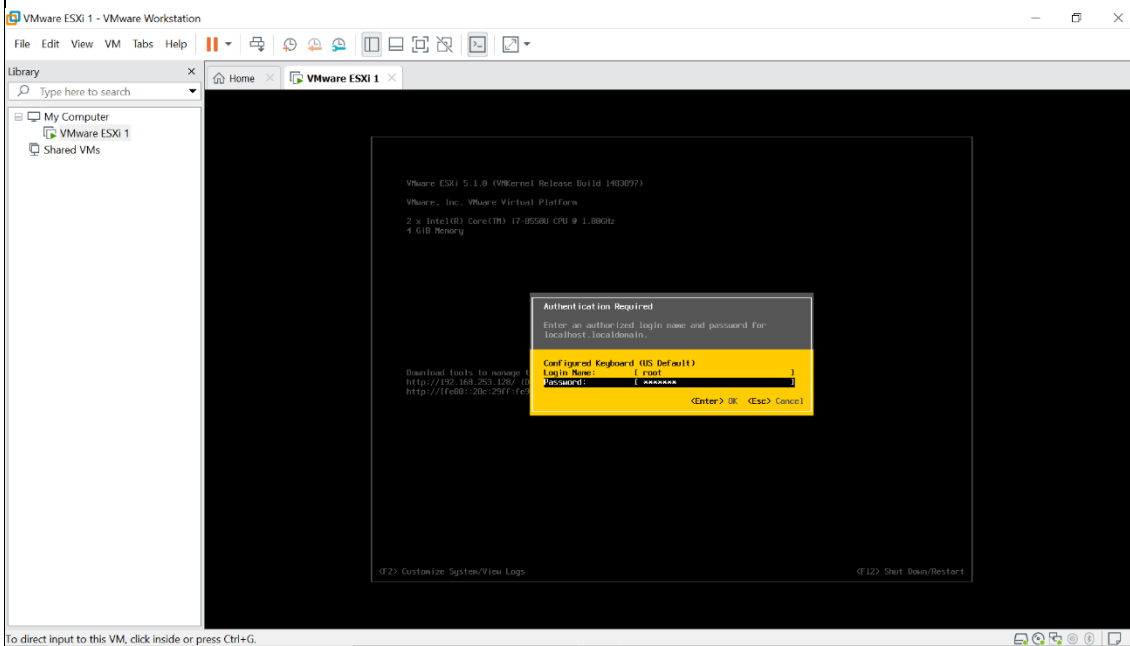 VMware ESXi 1 - VMware Workstation
File Edit View VM Tabs Help
Library
Type here to search
My Computer
VMware ESXi 1
Shared VMs
Home
VMware ESXi 1
VMware ESXi 5.1.0 (VMKernel Release Build 1483097)
VMware, Inc. VMware Virtual Platform
2 x Intel(R) Core(TM) i7-8550U CPU @ 1.80GHz
4 GiB Memory
Authentication Required
Enter an authorized login name and password for
localhost.localdomain.
Configured Keyboard (US Default)
Login Name: [ root ]
Password: [ ******* ]
<Enter> OK <Esc> Cancel
Download tools to manage t
http://192.168.253.128/ (D
http://[fe80::20c:29ff:fe9
<F2> Customize System/View Logs
<F12> Shut Down/Restart
To direct input to this VM, click inside or press Ctrl+G.